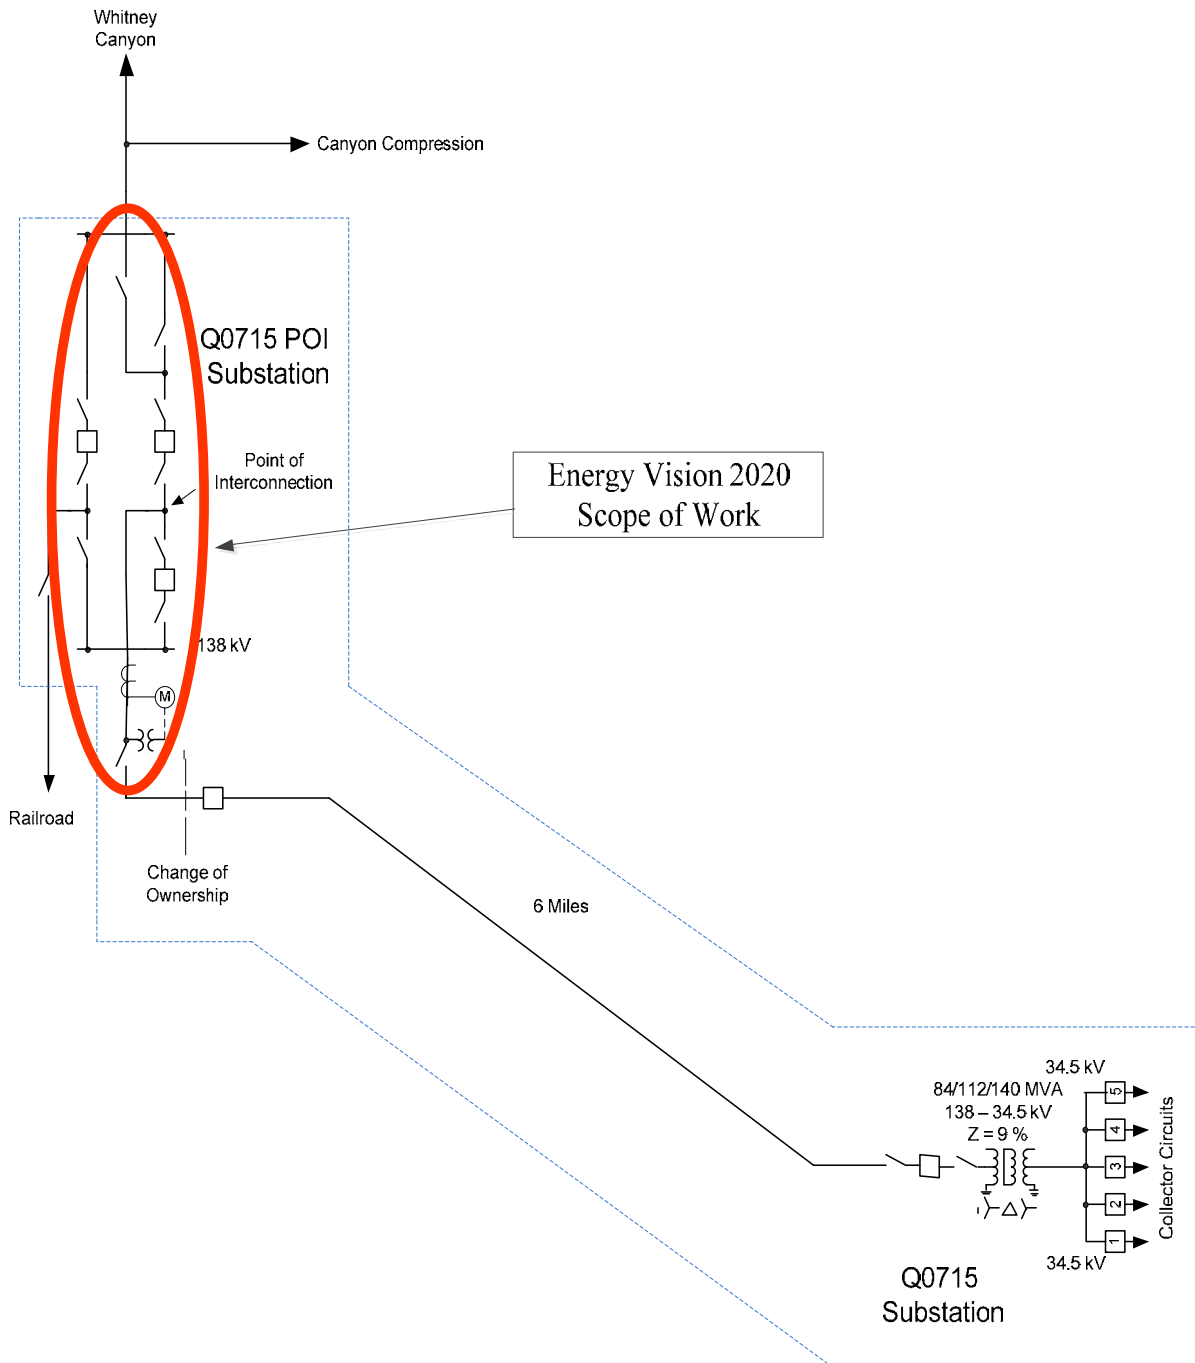 Whitney
Canyon
Canyon Compression
Q0715 POI
Substation
Point of
Interconnection
Energy Vision 2020
Scope of Work
138 kV
M
Railroad
Change of
Ownership
6 Miles
34.5 kV
84/112/140 MVA
138 – 34.5 kV
Z = 9 %
5
4
3
2
1
Collector Circuits
34.5 kV
Q0715
Substation